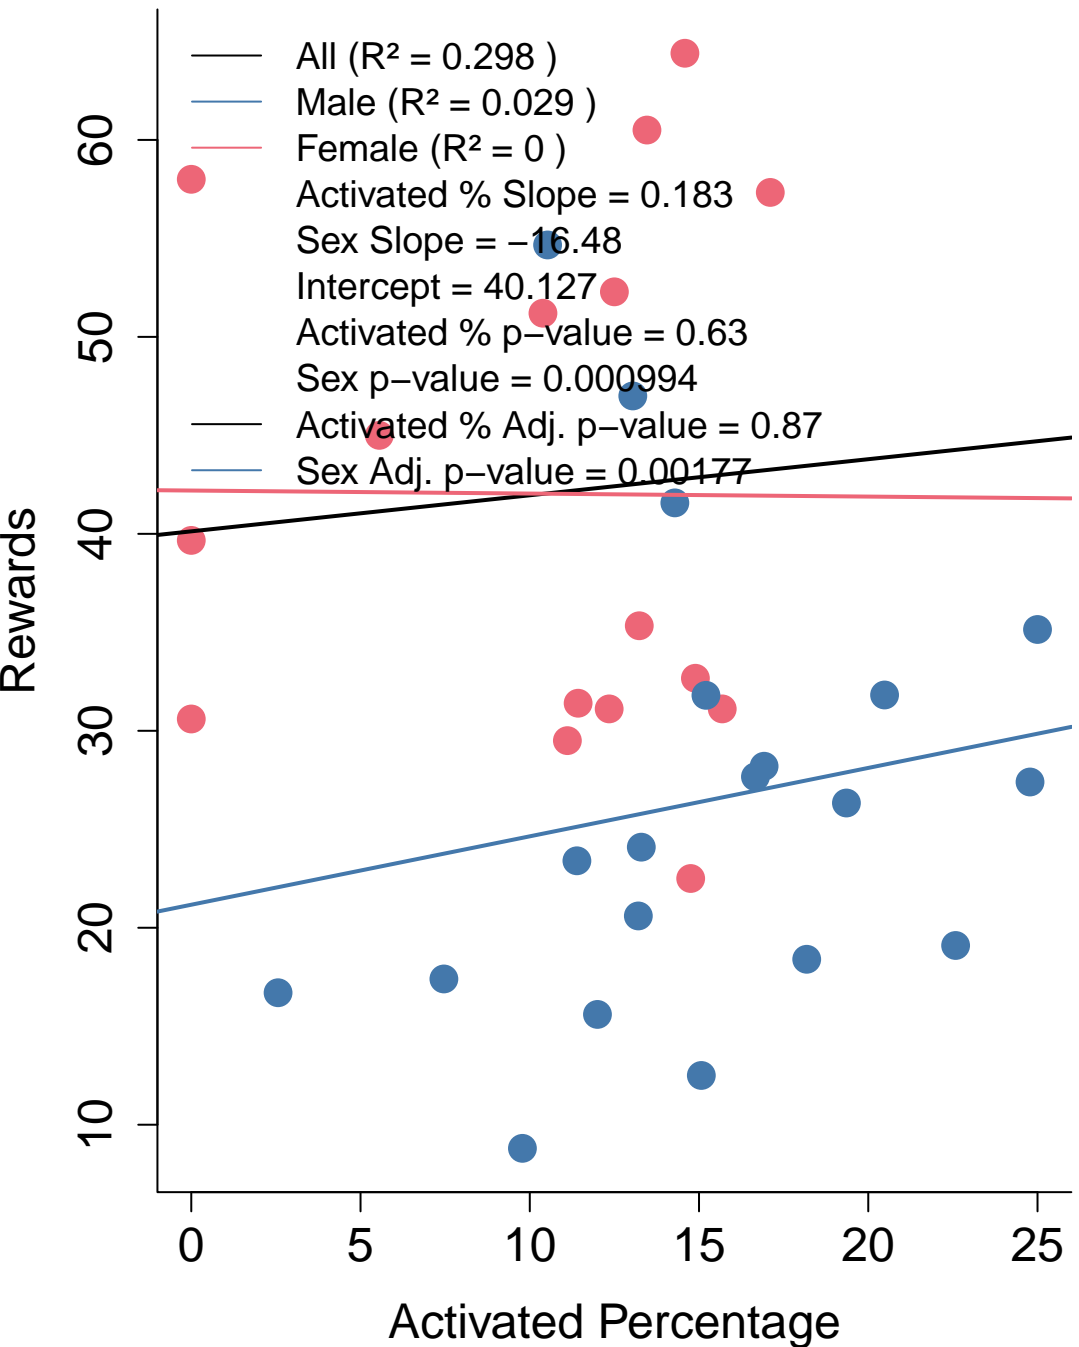 All (R² = 0.298 )
Male (R² = 0.029 )
Female (R² = 0 )
Activated % Slope = 0.183
Sex Slope = −16.48
Intercept = 40.127
Activated % p−value = 0.63
Sex p−value = 0.000994
Activated % Adj. p−value = 0.87
Sex Adj. p−value = 0.00177
60
50
40
30
20
10
Rewards
0 5 10 15 20 25
Activated Percentage